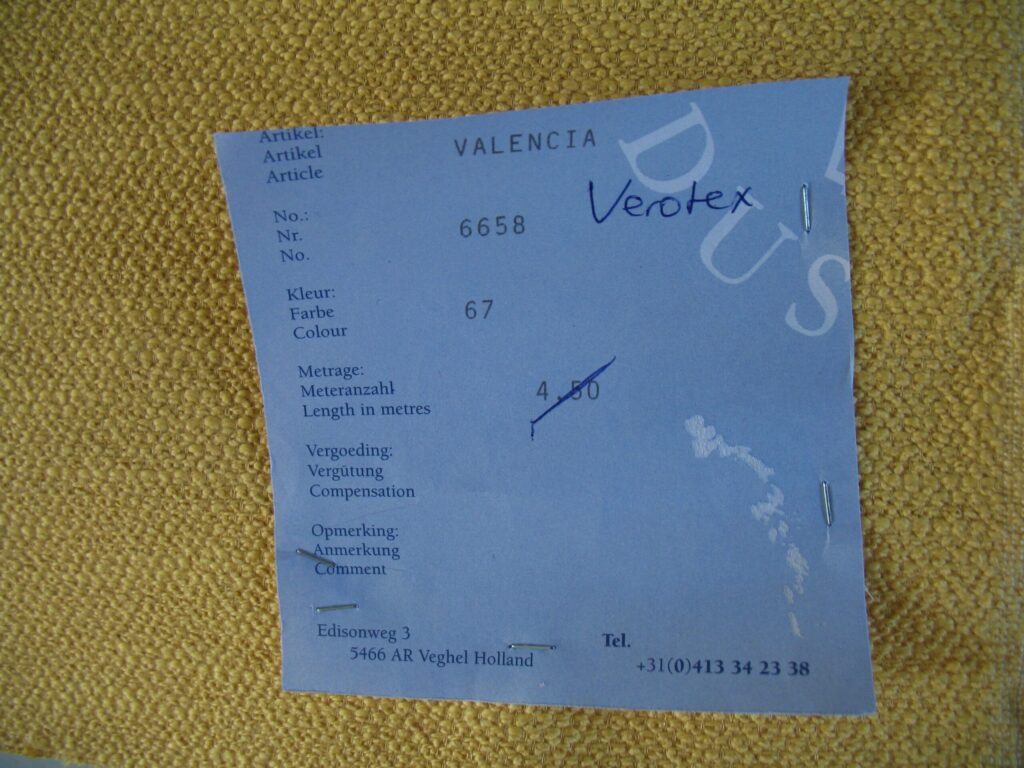 Artikel:
Artikel
Article
VALENCIA
Verotex
No.:
Nr.
No.
6658
Kleur:
Farbe
Colour
67
Metrage:
Meteranzahl
Length in metres
4.50
Vergoeding:
Vergütung
Compensation
Opmerking:
Anmerkung
Comment
Edisonweg 3
5466 AR Veghel Holland
Tel.
+31(0)413 34 23 38
DUS